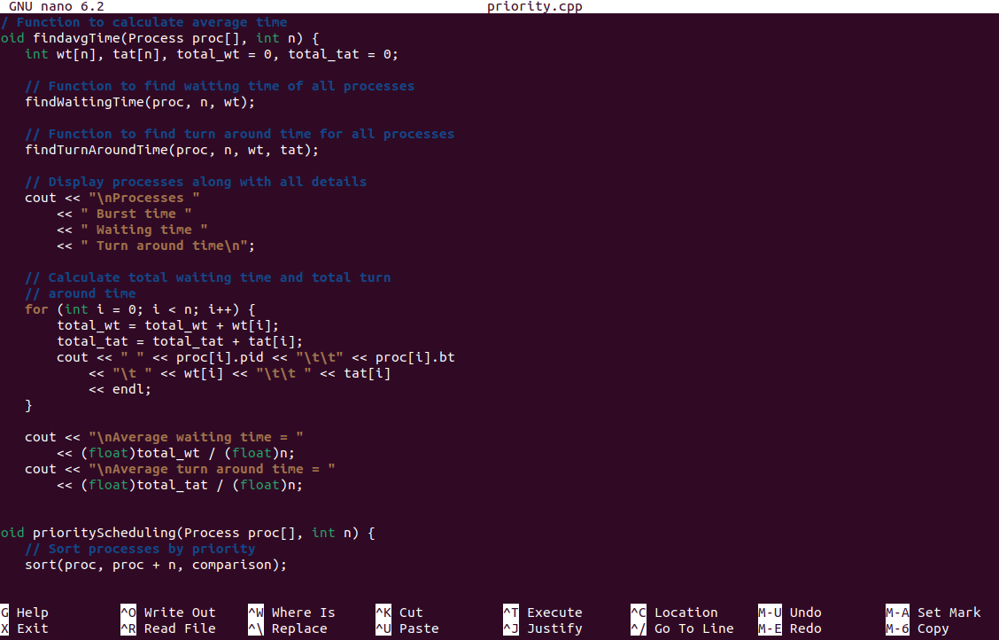 GNU nano 6.2 priority.cpp
/ Function to calculate average time
oid findavgTime(Process proc[], int n) {
int wt[n], tat[n], total_wt = 0, total_tat = 0;
// Function to find waiting time of all processes
findWaitingTime(proc, n, wt);
// Function to find turn around time for all processes
findTurnAroundTime(proc, n, wt, tat);
// Display processes along with all details
cout << "\nProcesses "
<< " Burst time "
<< " Waiting time "
<< " Turn around time\n";
// Calculate total waiting time and total turn
// around time
for (int i = 0; i < n; i++) {
total_wt = total_wt + wt[i];
total_tat = total_tat + tat[i];
cout << " " << proc[i].pid << "\t\t" << proc[i].bt
<< "\t " << wt[i] << "\t\t " << tat[i]
<< endl;
}
cout << "\nAverage waiting time = "
<< (float)total_wt / (float)n;
cout << "\nAverage turn around time = "
<< (float)total_tat / (float)n;
oid priorityScheduling(Process proc[], int n) {
// Sort processes by priority
sort(proc, proc + n, comparison);
G Help ^O Write Out ^W Where Is ^K Cut ^T Execute ^C Location M-U Undo M-A Set Mark
X Exit ^R Read File ^\ Replace ^U Paste ^J Justify ^/ Go To Line M-E Redo M-6 Copy